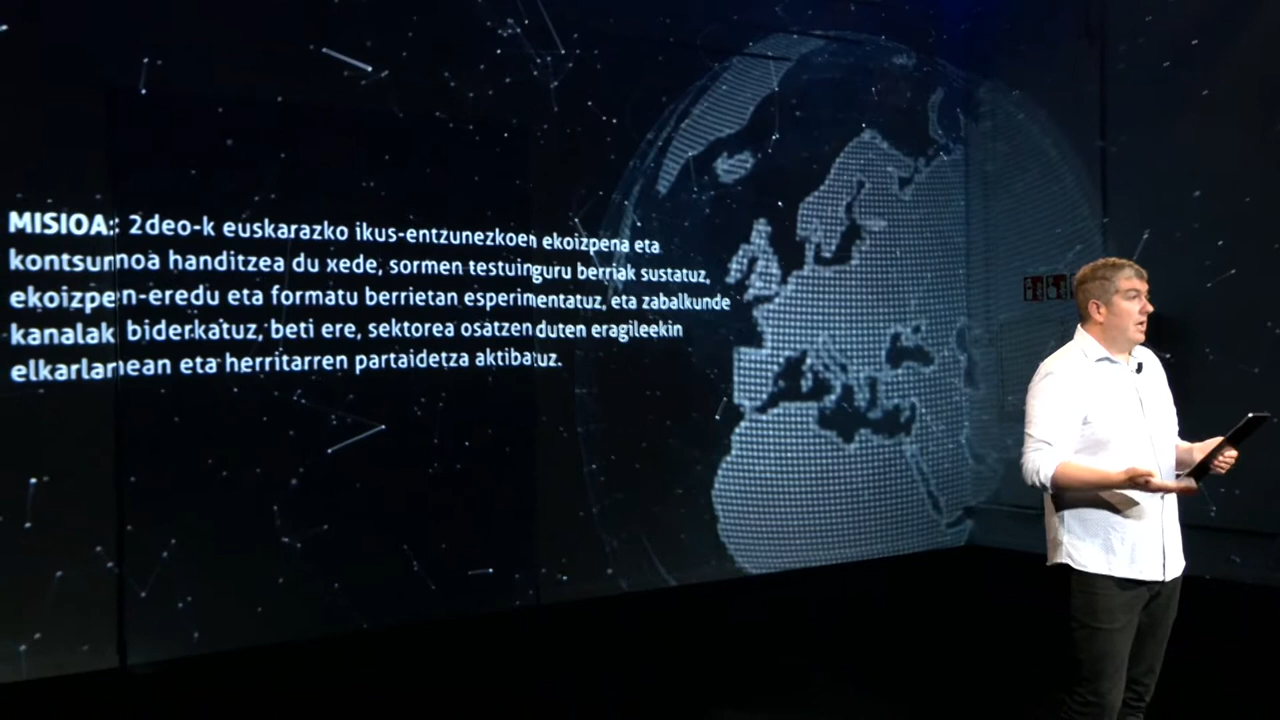 MISIOA: 2deo-k euskarazko ikus-entzunezkoen ekoizpena eta
kontsumoa handitzea du xede, sormen testuinguru berriak sustatuz,
ekoizpen-eredu eta formatu berrietan esperimentatuz, eta zabalkunde
kanalak biderkatuz, beti ere, sektorea osatzen duten eragileekin
elkarlanean eta herritarren partaidetza aktibatuz.